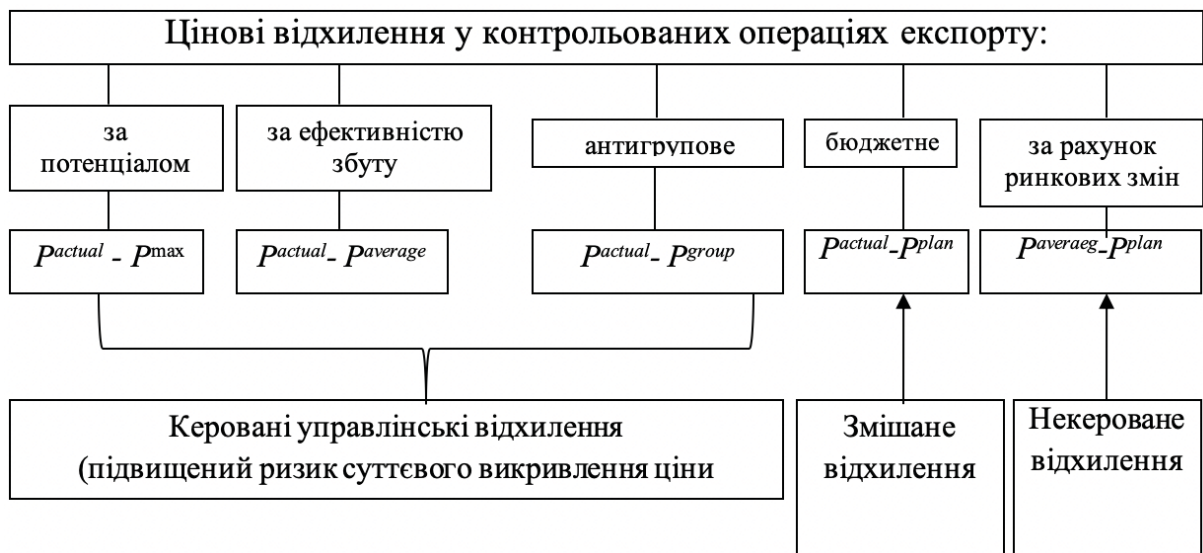 Цінові відхилення у контрольованих операціях експорту:
за
потенціалом
за ефективністю
збуту
антигрупове
бюджетне
за рахунок
ринкових змін
Pactual - Pmax
Pactual- Paverage
Pactual- Pgroup
Pactual-Pplan
Paveraeg-Pplan
Керовані управлінські відхилення
(підвищений ризик суттєвого викривлення ціни
Змішане
відхилення
Некероване
відхилення